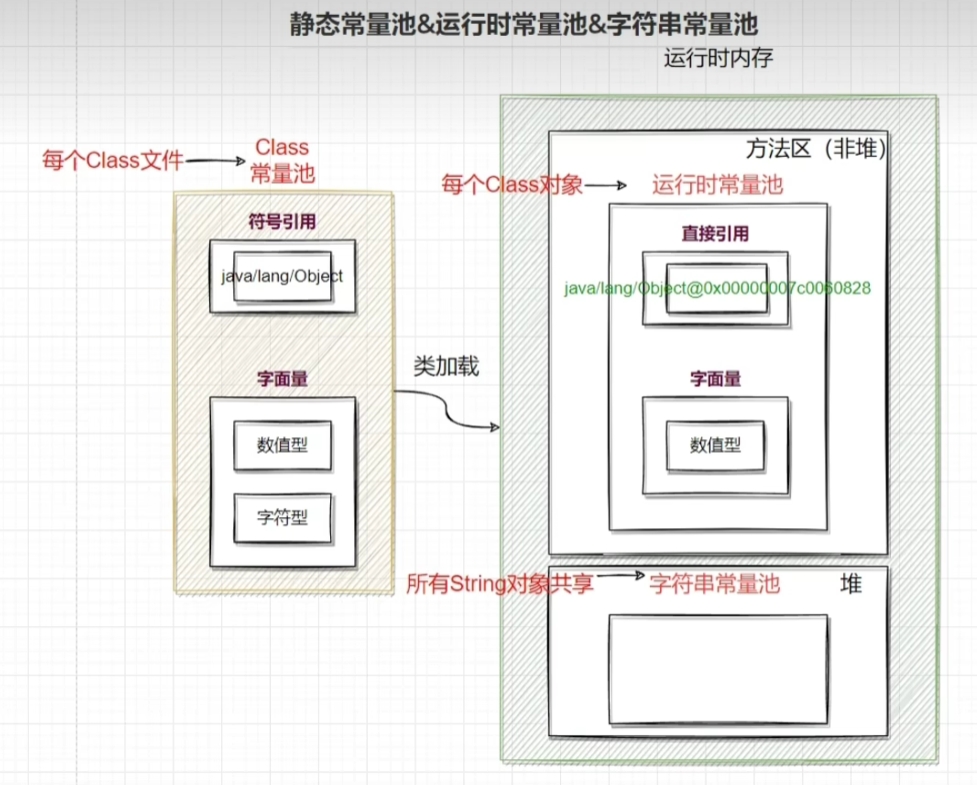 静态常量池&运行时常量池&字符串常量池
运行时内存
每个Class文件
Class
常量池
符号引用
java/lang/Object
字面量
数值型
字符型
类加载
方法区（非堆）
每个Class对象
运行时常量池
直接引用
java/lang/Object@0x00000007c0060828
字面量
数值型
所有String对象共享
字符串常量池
堆